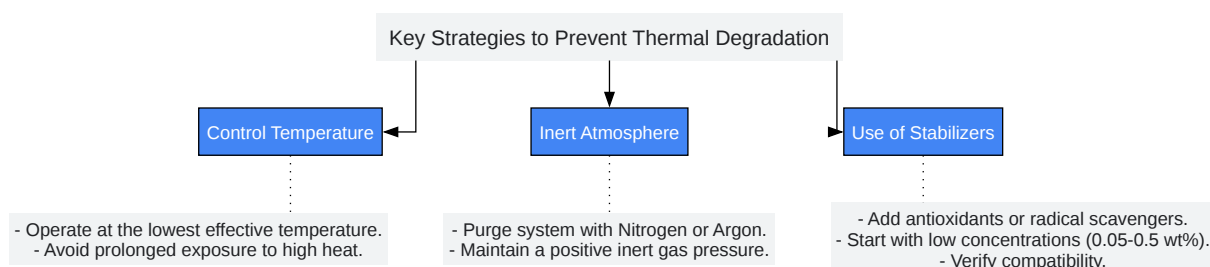 Key Strategies to Prevent Thermal Degradation
Control Temperature
Inert Atmosphere
Use of Stabilizers
- Operate at the lowest effective temperature.
- Avoid prolonged exposure to high heat.
- Purge system with Nitrogen or Argon.
- Maintain a positive inert gas pressure.
- Add antioxidants or radical scavengers.
- Start with low concentrations (0.05-0.5 wt%).
- Verify compatibility.